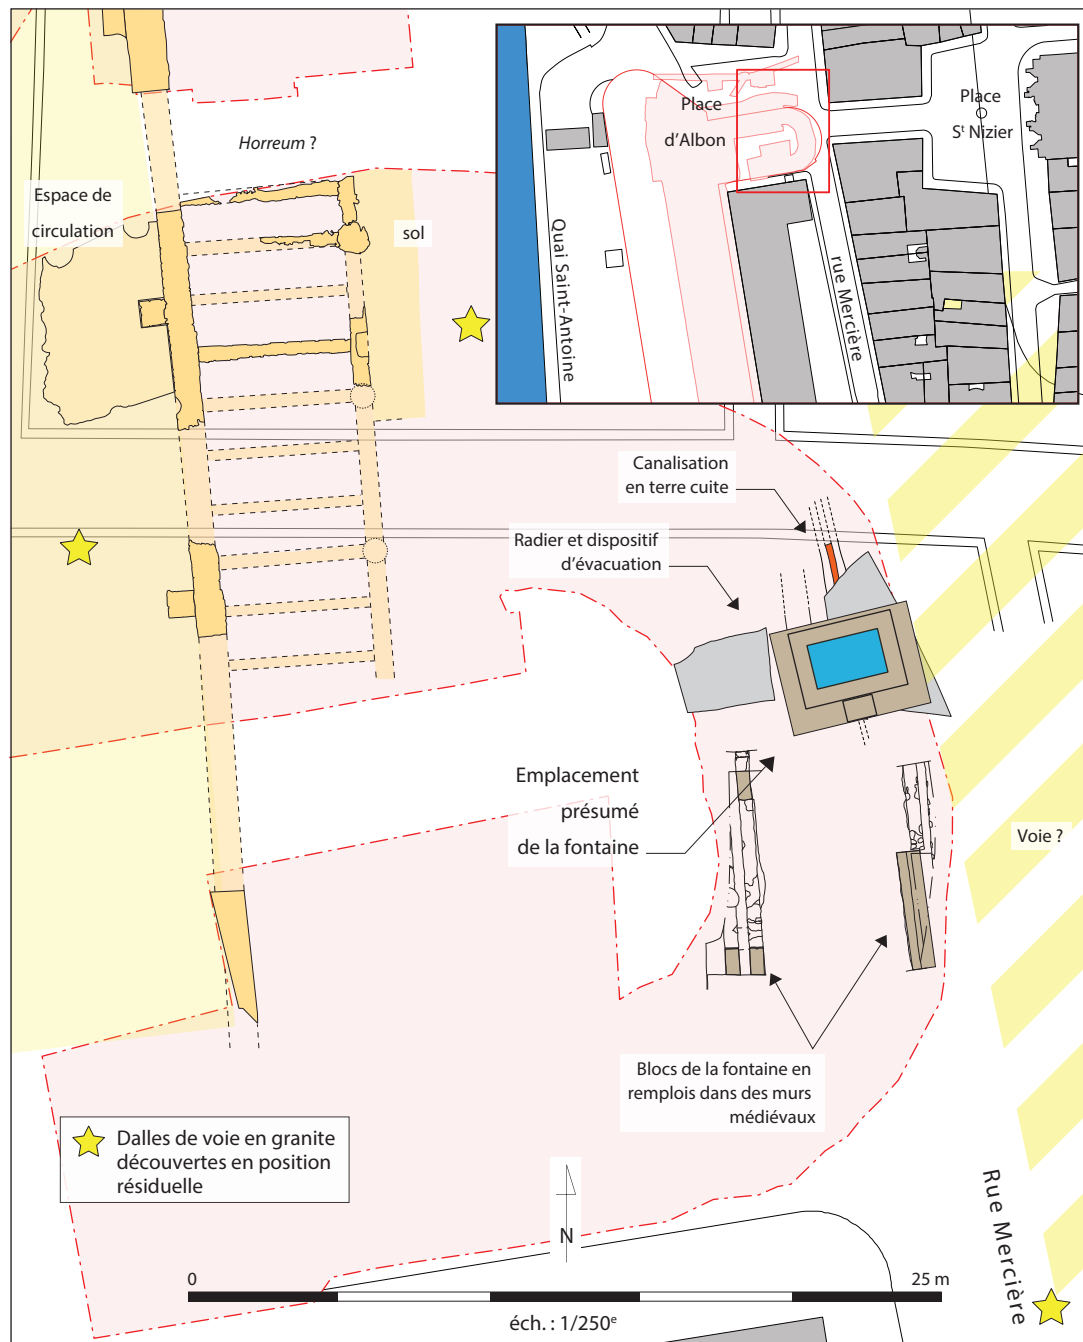 Horreum ?
Espace de
circulation
sol
Place
d'Albon
Place
Sᵗ Nizier
Quai Saint-Antoine
rue Mercière
Canalisation
en terre cuite
Radier et dispositif
d'évacuation
Emplacement
présumé
de la fontaine
Voie ?
Blocs de la fontaine en
remplois dans des murs
médiévaux
Dalles de voie en granite
découvertes en position
résiduelle
Rue Mercière
N
0
25 m
éch. : 1/250ᵉ